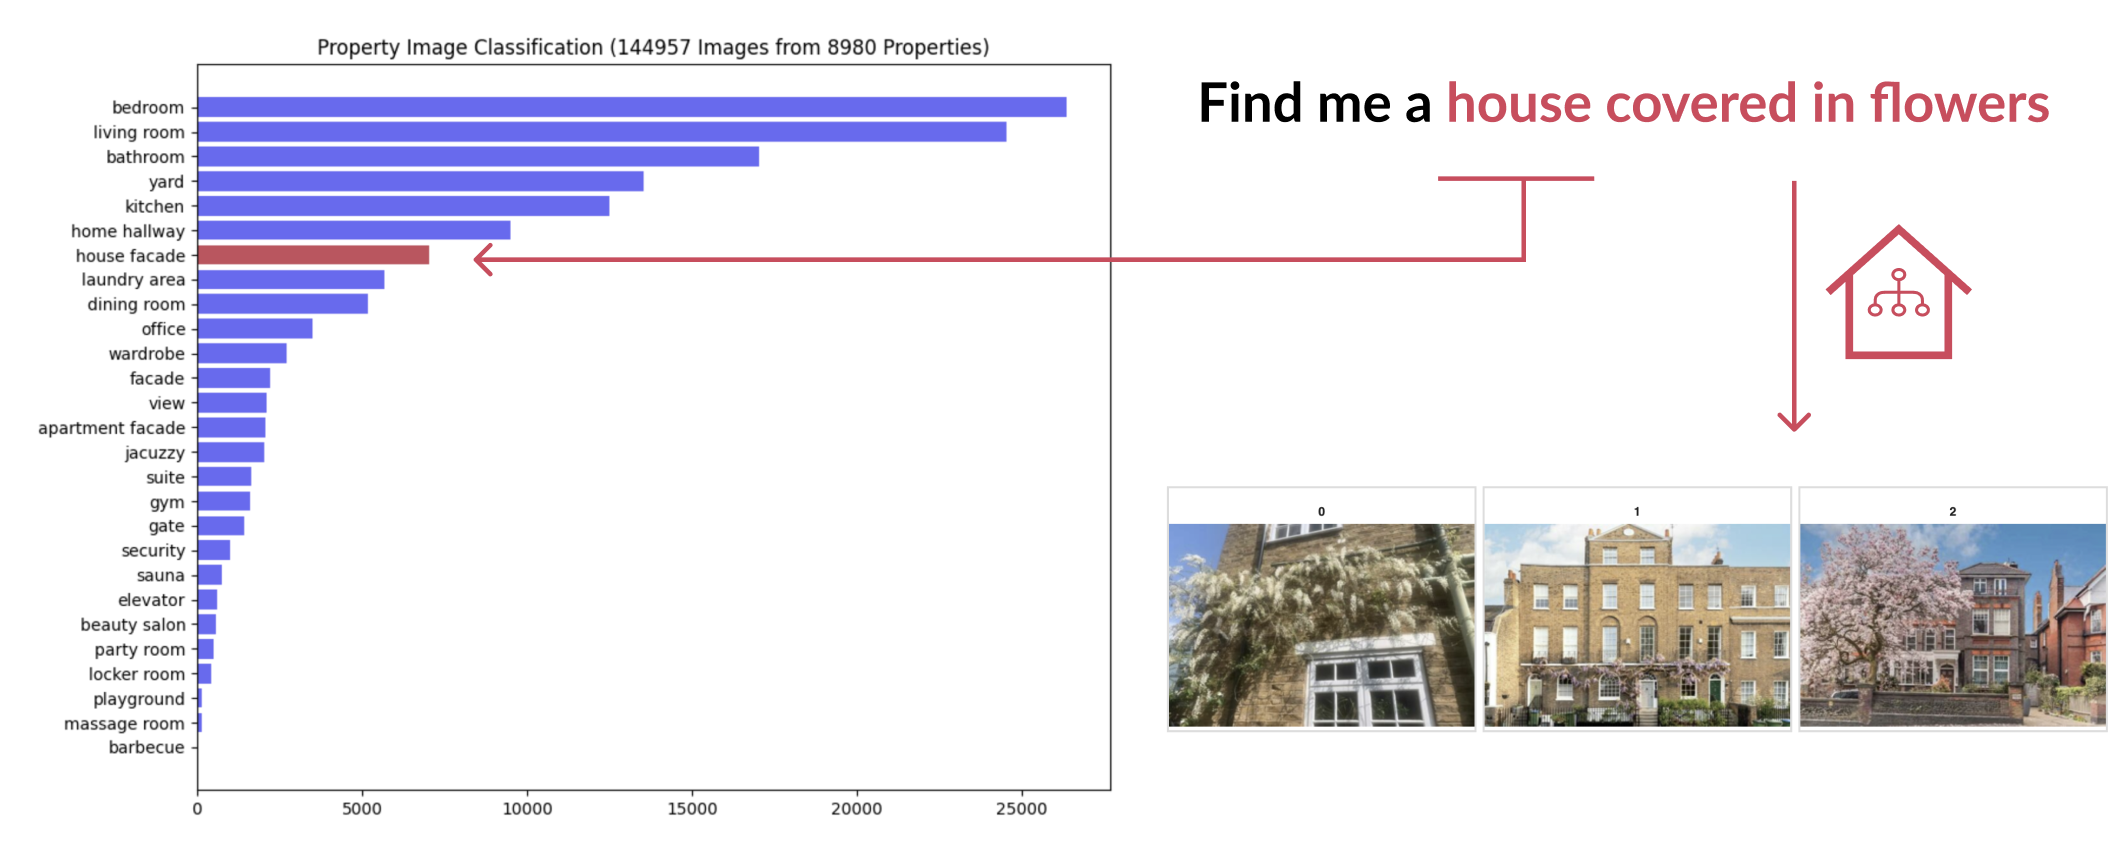 Property Image Classification (144957 Images from 8980 Properties)
bedroom
living room
bathroom
yard
kitchen
home hallway
house facade
laundry area
dining room
office
wardrobe
facade
view
apartment facade
jacuzzy
suite
gym
gate
security
sauna
elevator
beauty salon
party room
locker room
playground
massage room
barbecue
0 5000 10000 15000 20000 25000
Find me a house covered in flowers
0 1 2